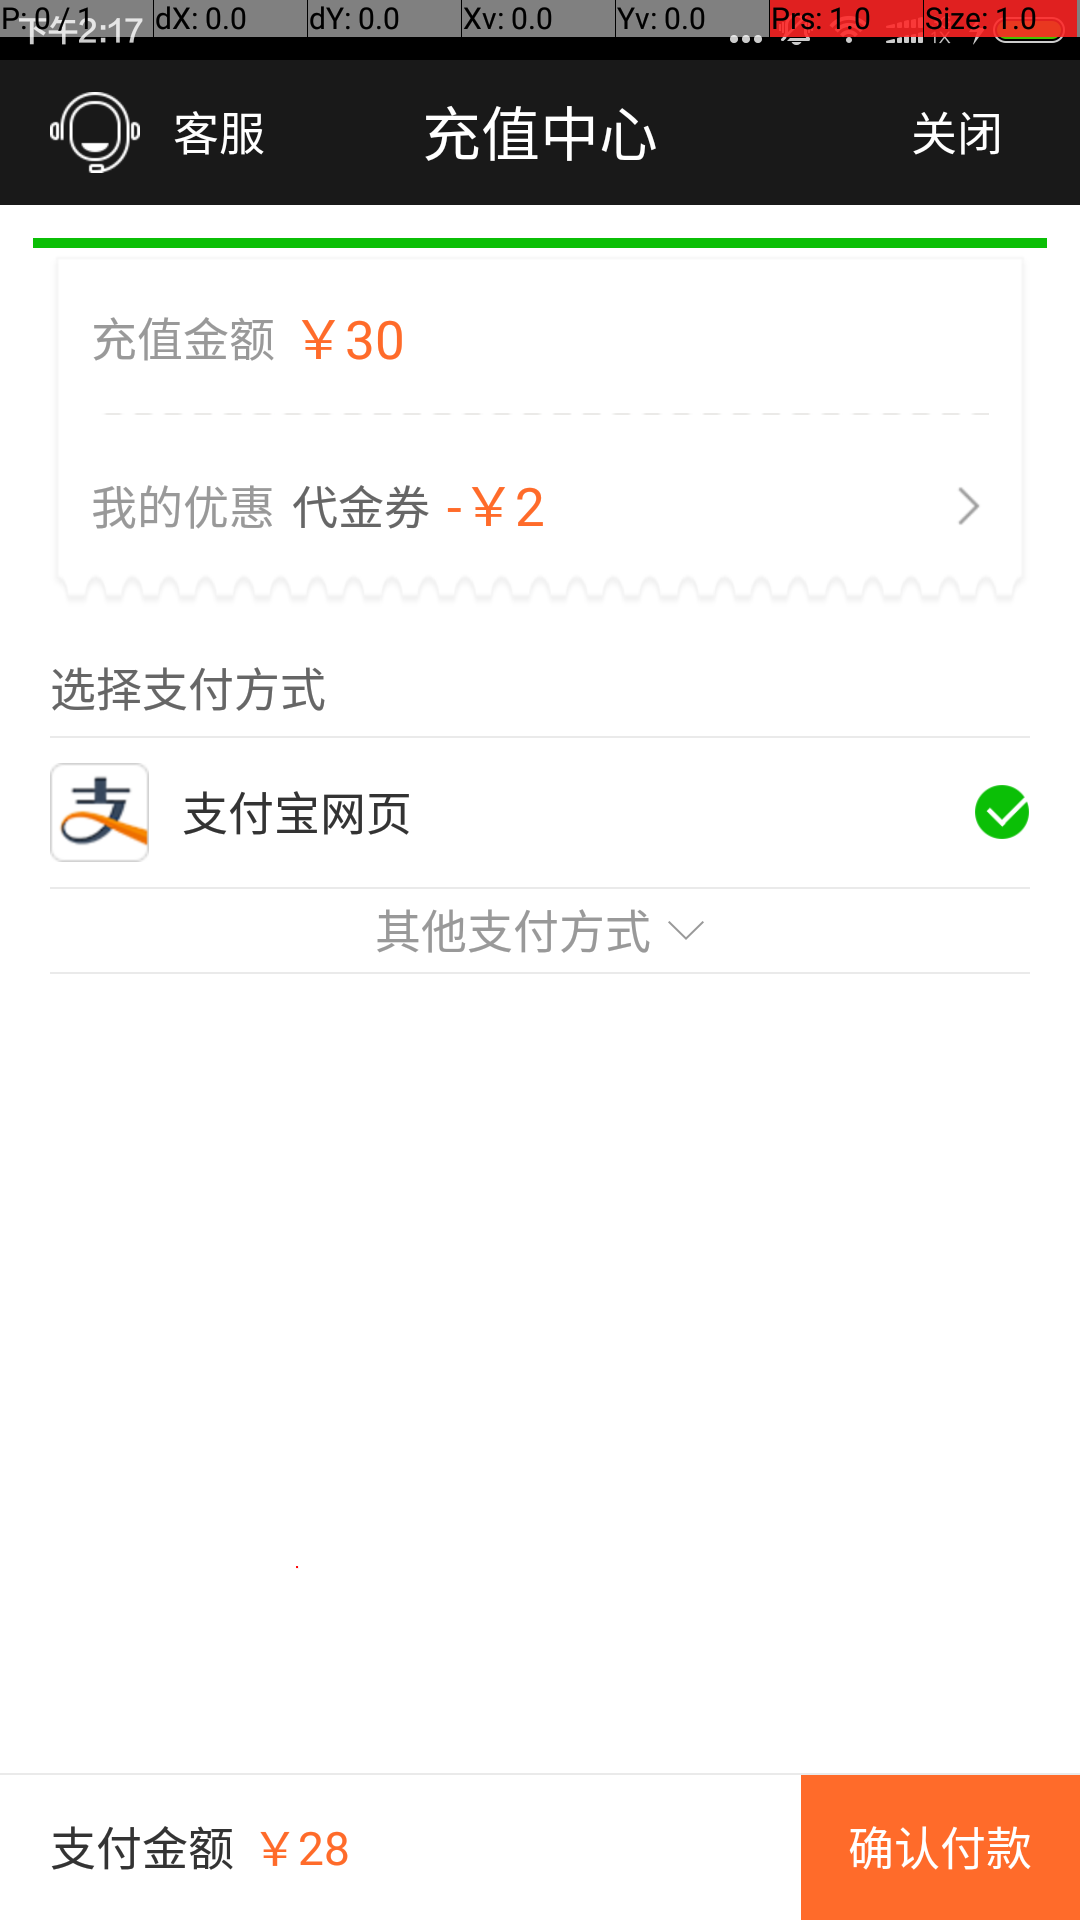 P: 0 / 1 dX: 0.0 dY: 0.0 Xv: 0.0 Yv: 0.0 Prs: 1.0 Size: 1.0
下午2:17 1X
客服 充值中心 关闭
充值金额 ￥30
我的优惠 代金券 -￥2
选择支付方式
支 支付宝网页
其他支付方式
支付金额 ￥28 确认付款